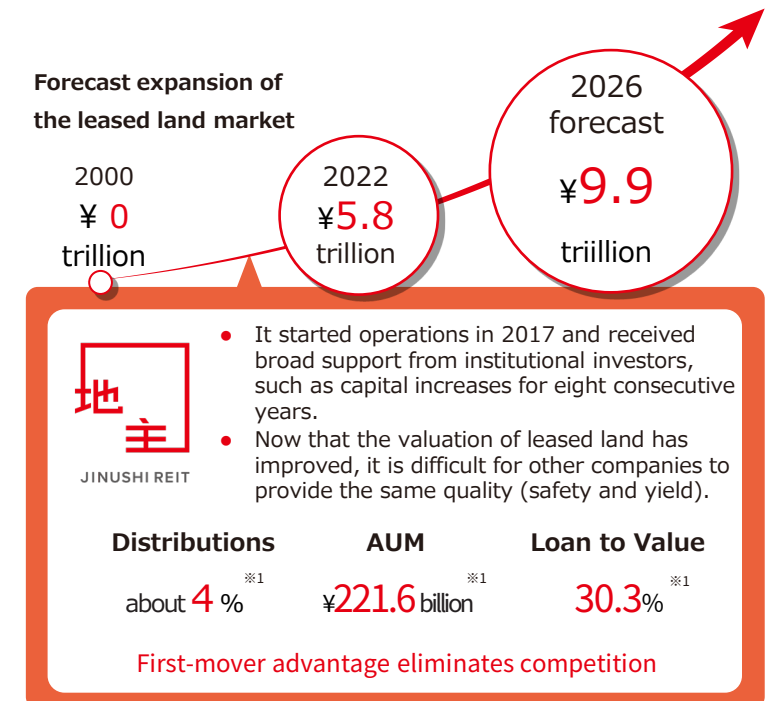 Forecast expansion of
the leased land market
2000
¥ 0
trillion
2022
¥5.8
trillion
2026
forecast
¥9.9
triillion
地
主
JINUSHI REIT
● It started operations in 2017 and received
broad support from institutional investors,
such as capital increases for eight consecutive
years.
● Now that the valuation of leased land has
improved, it is difficult for other companies to
provide the same quality (safety and yield).
Distributions
about 4 % ※1
AUM
¥221.6 billion ※1
Loan to Value
30.3% ※1
First-mover advantage eliminates competition